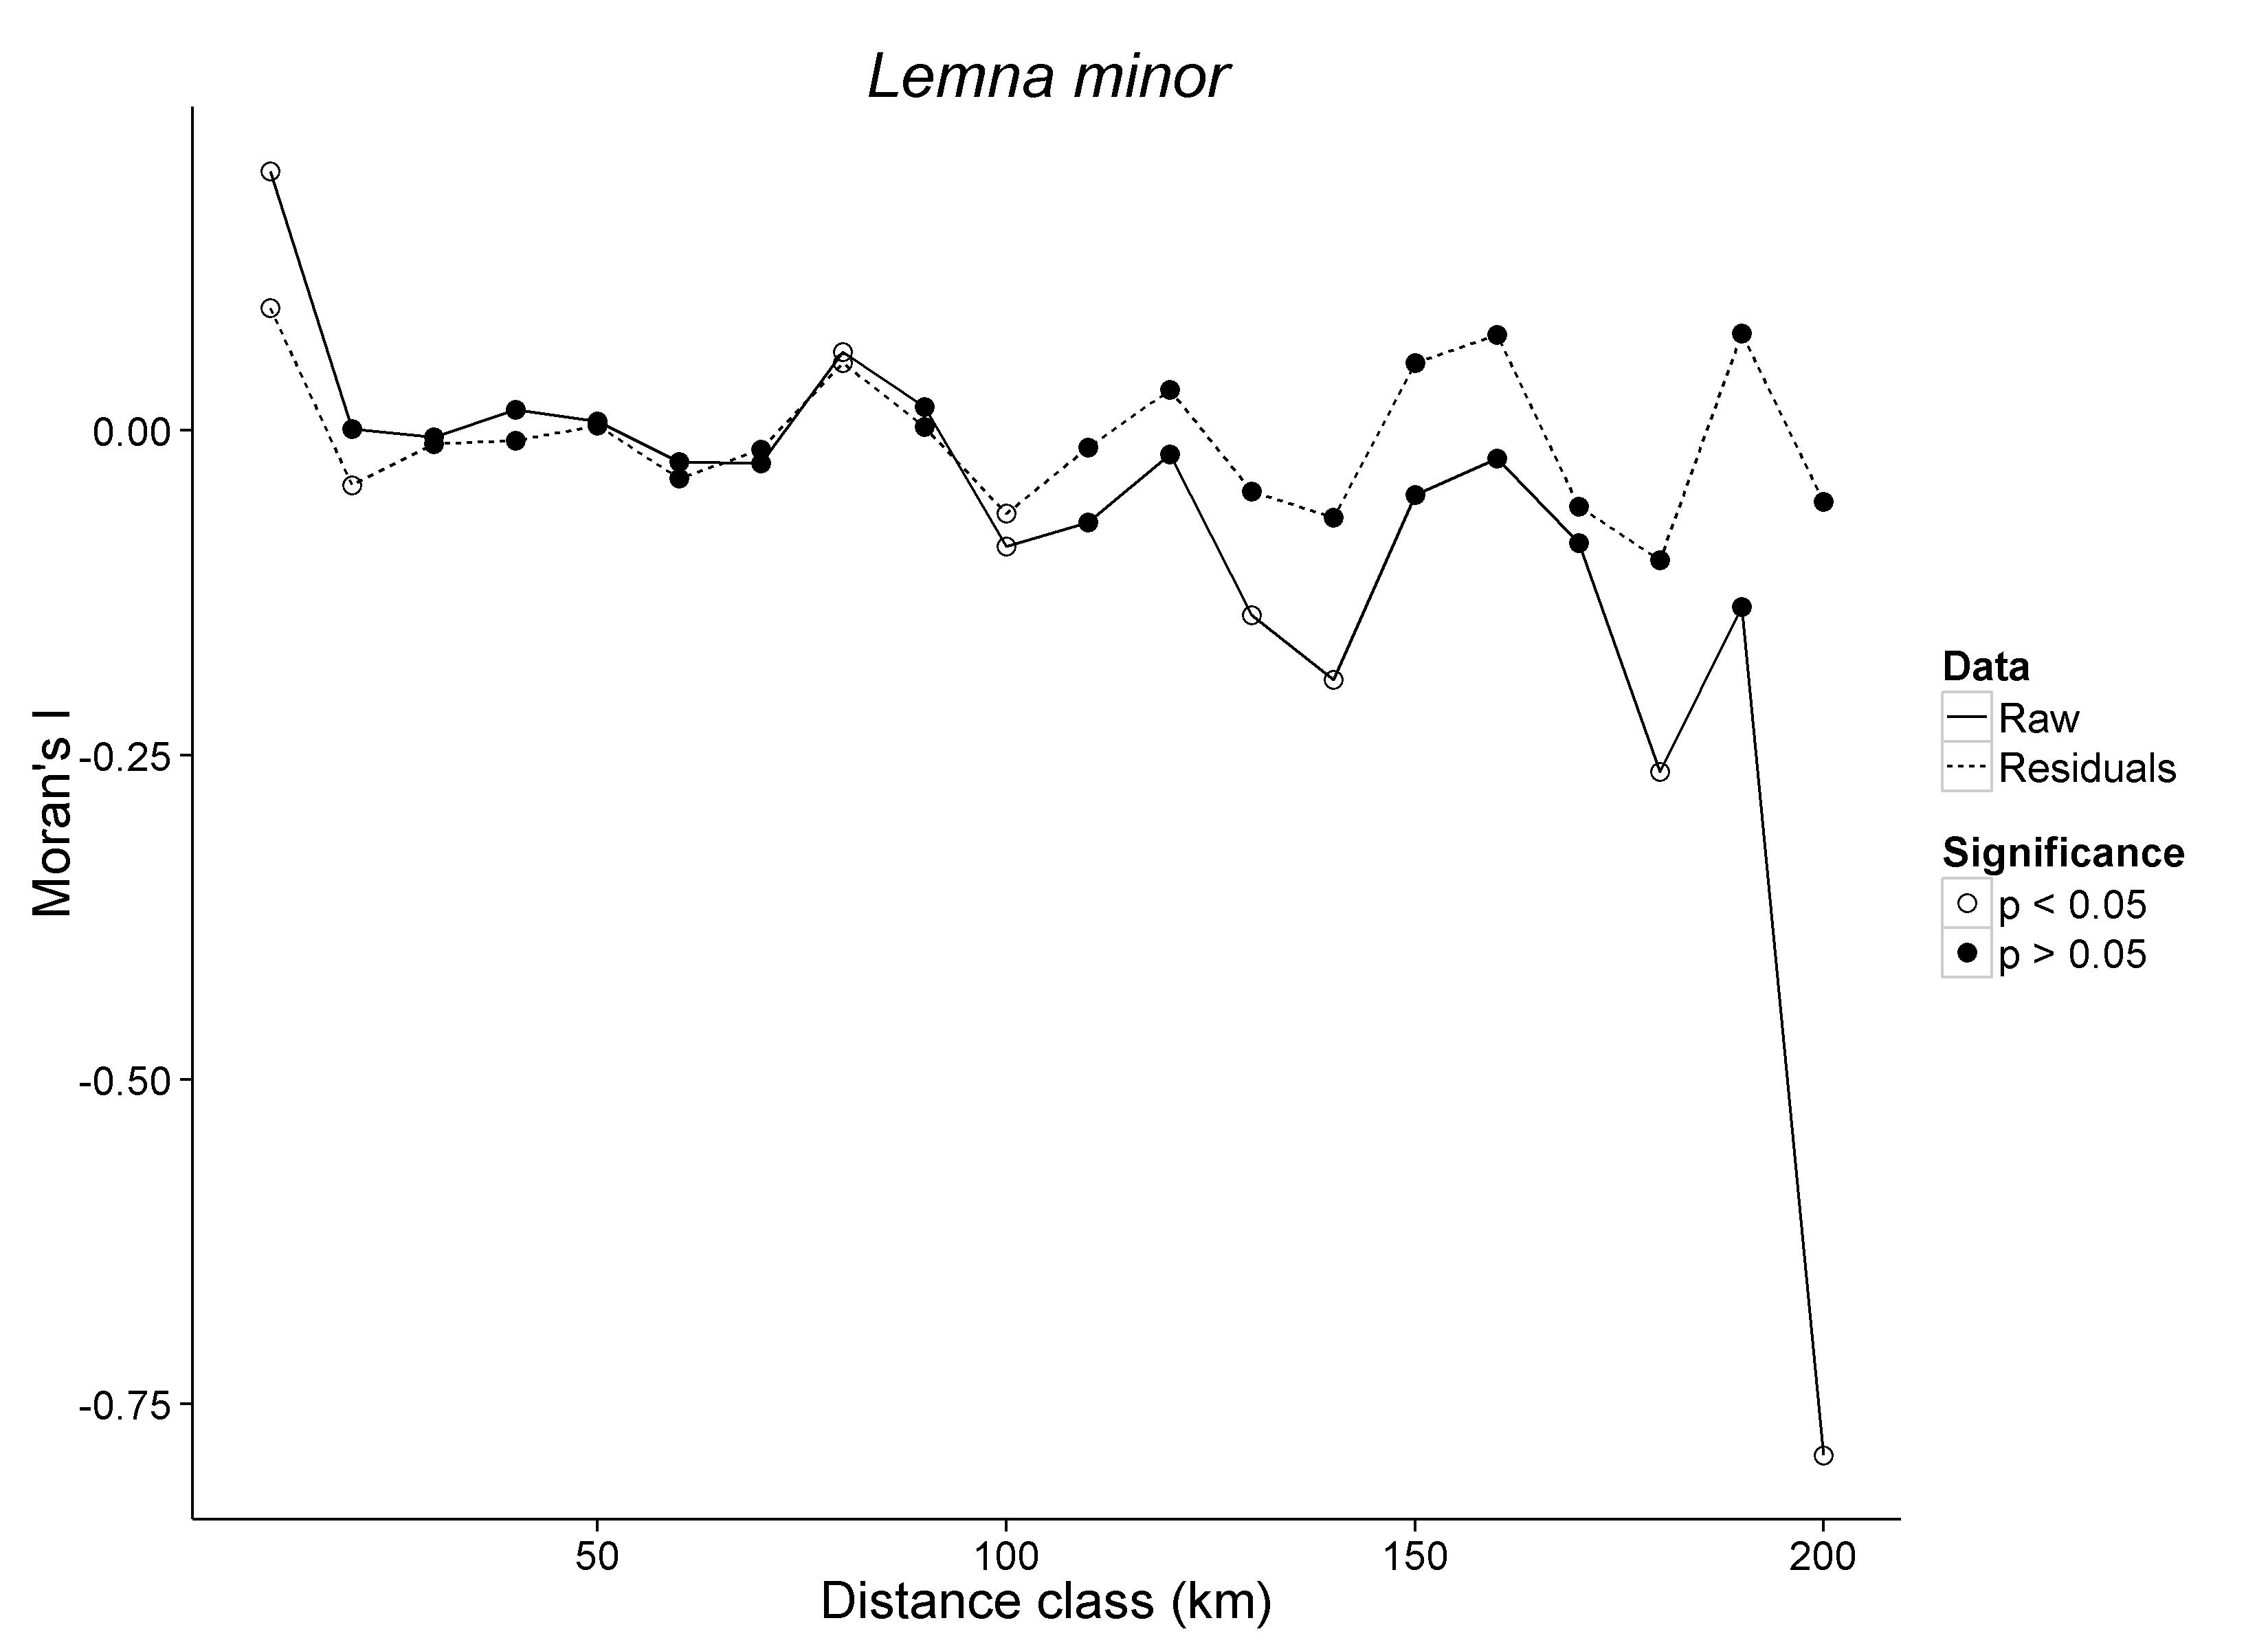 Lemna minor
0.00
-0.25
-0.50
-0.75
Moran's I
50 100 150 200
Distance class (km)
Data
Raw
Residuals
Significance
p < 0.05
p > 0.05